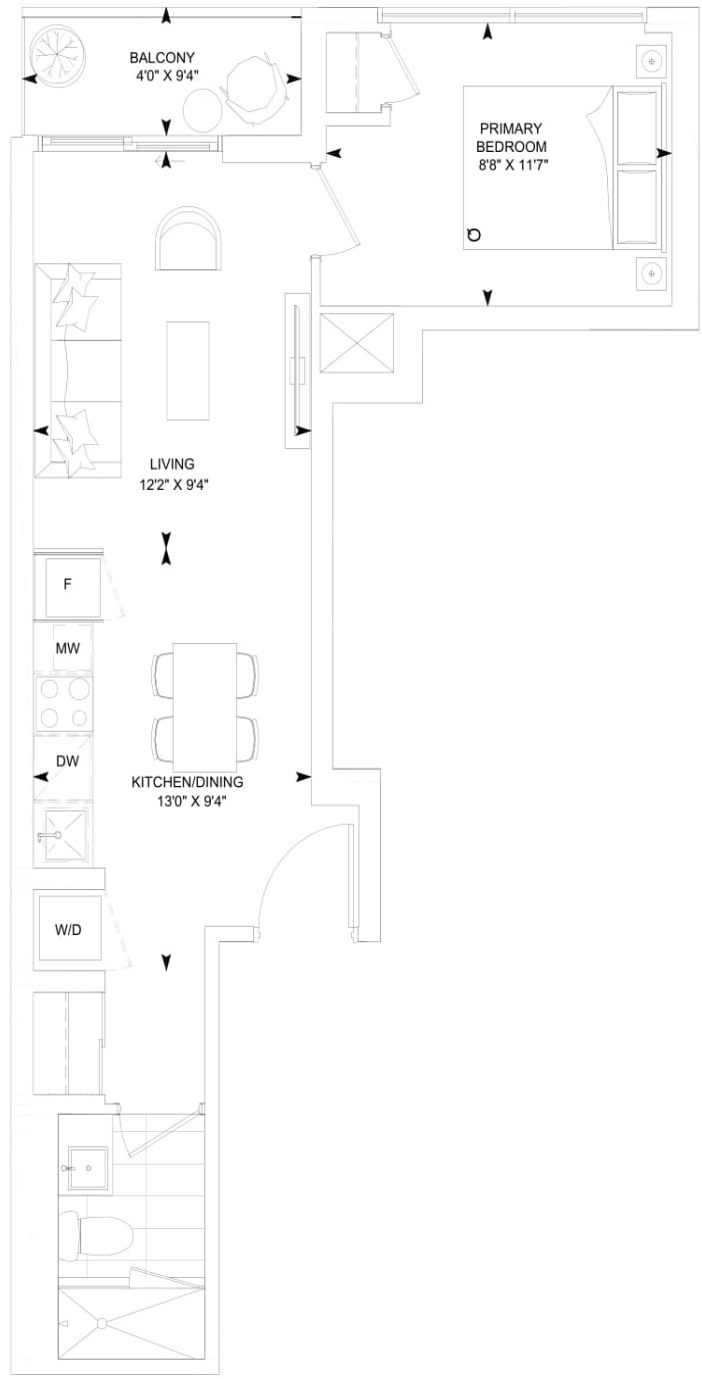 BALCONY
4'0" X 9'4"
PRIMARY
BEDROOM
8'8" X 11'7"
LIVING
12'2" X 9'4"
F
MW
DW
KITCHEN/DINING
13'0" X 9'4"
W/D